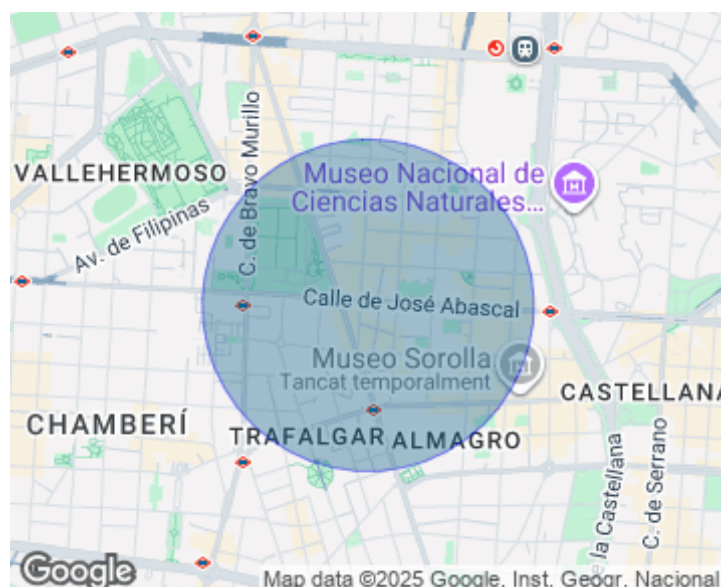 VALLEHERMOSO
C. de Bravo Murillo
Av. de Filipinas
Museo Nacional de
Ciencias Naturales...
Calle de José Abascal
Museo Sorolla
Tancat temporalment
CASTELLANA
CHAMBERÍ
TRAFALGAR
ALMAGRO
e la Castellana
C. de Serrano
Google
Map data ©2025 Google, Inst. Geogr. Nacional